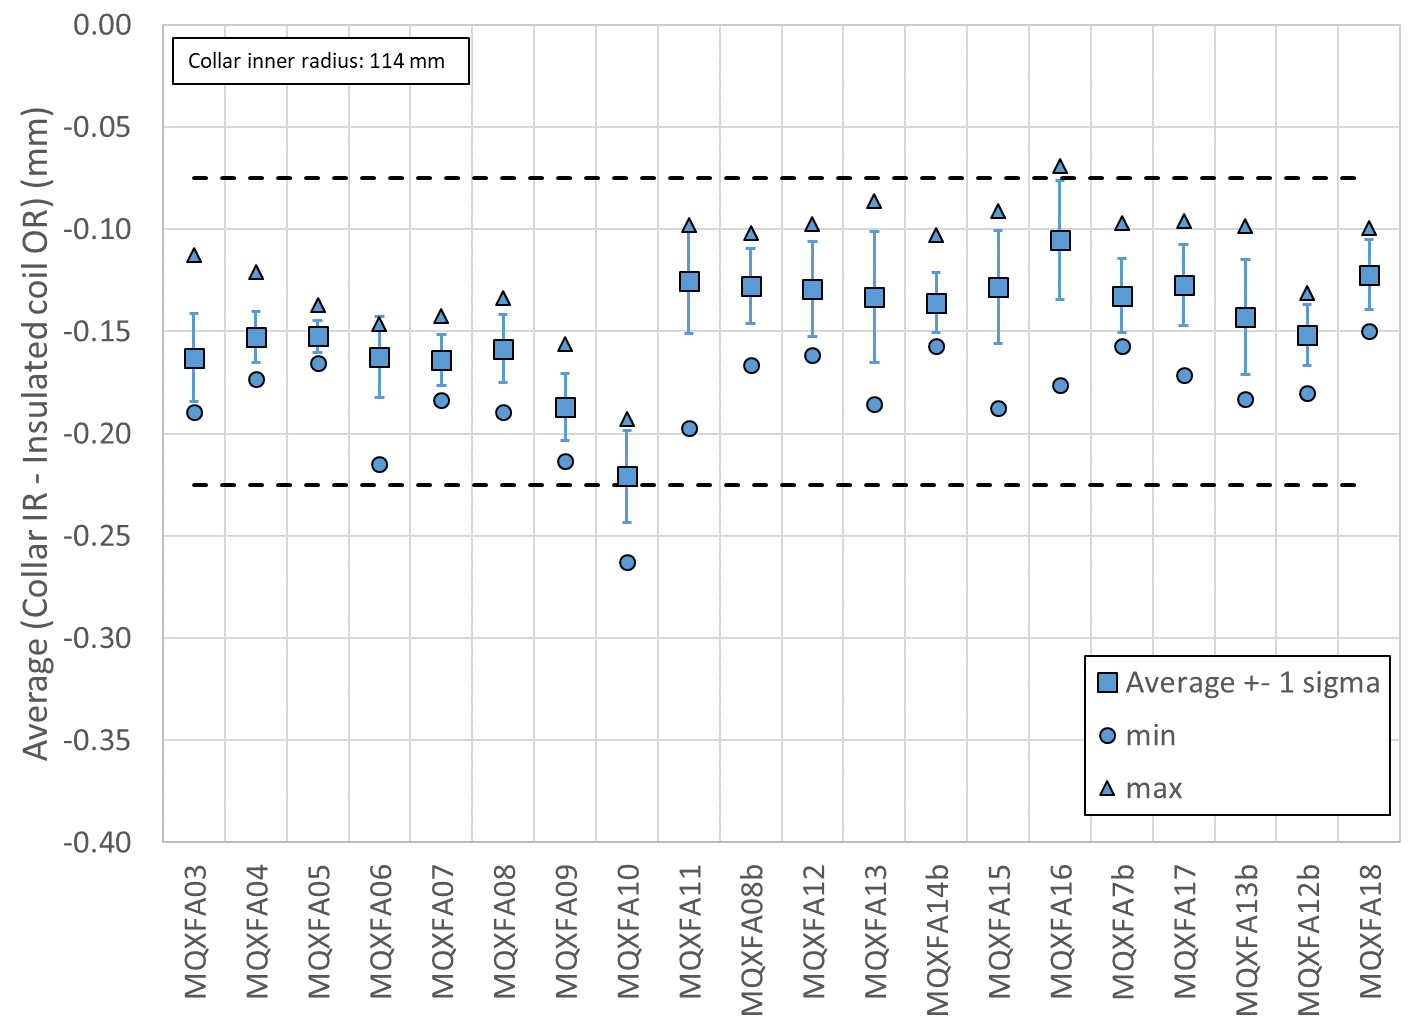 0.00
Collar inner radius: 114 mm
-0.05
-0.10
-0.15
-0.20
-0.25
-0.30
-0.35
-0.40
Average (Collar IR - Insulated coil OR) (mm)
Average +- 1 sigma
min
max
MQXFA03
MQXFA04
MQXFA05
MQXFA06
MQXFA07
MQXFA08
MQXFA09
MQXFA10
MQXFA11
MQXFA08b
MQXFA12
MQXFA13
MQXFA14b
MQXFA15
MQXFA16
MQXFA7b
MQXFA17
MQXFA13b
MQXFA12b
MQXFA18